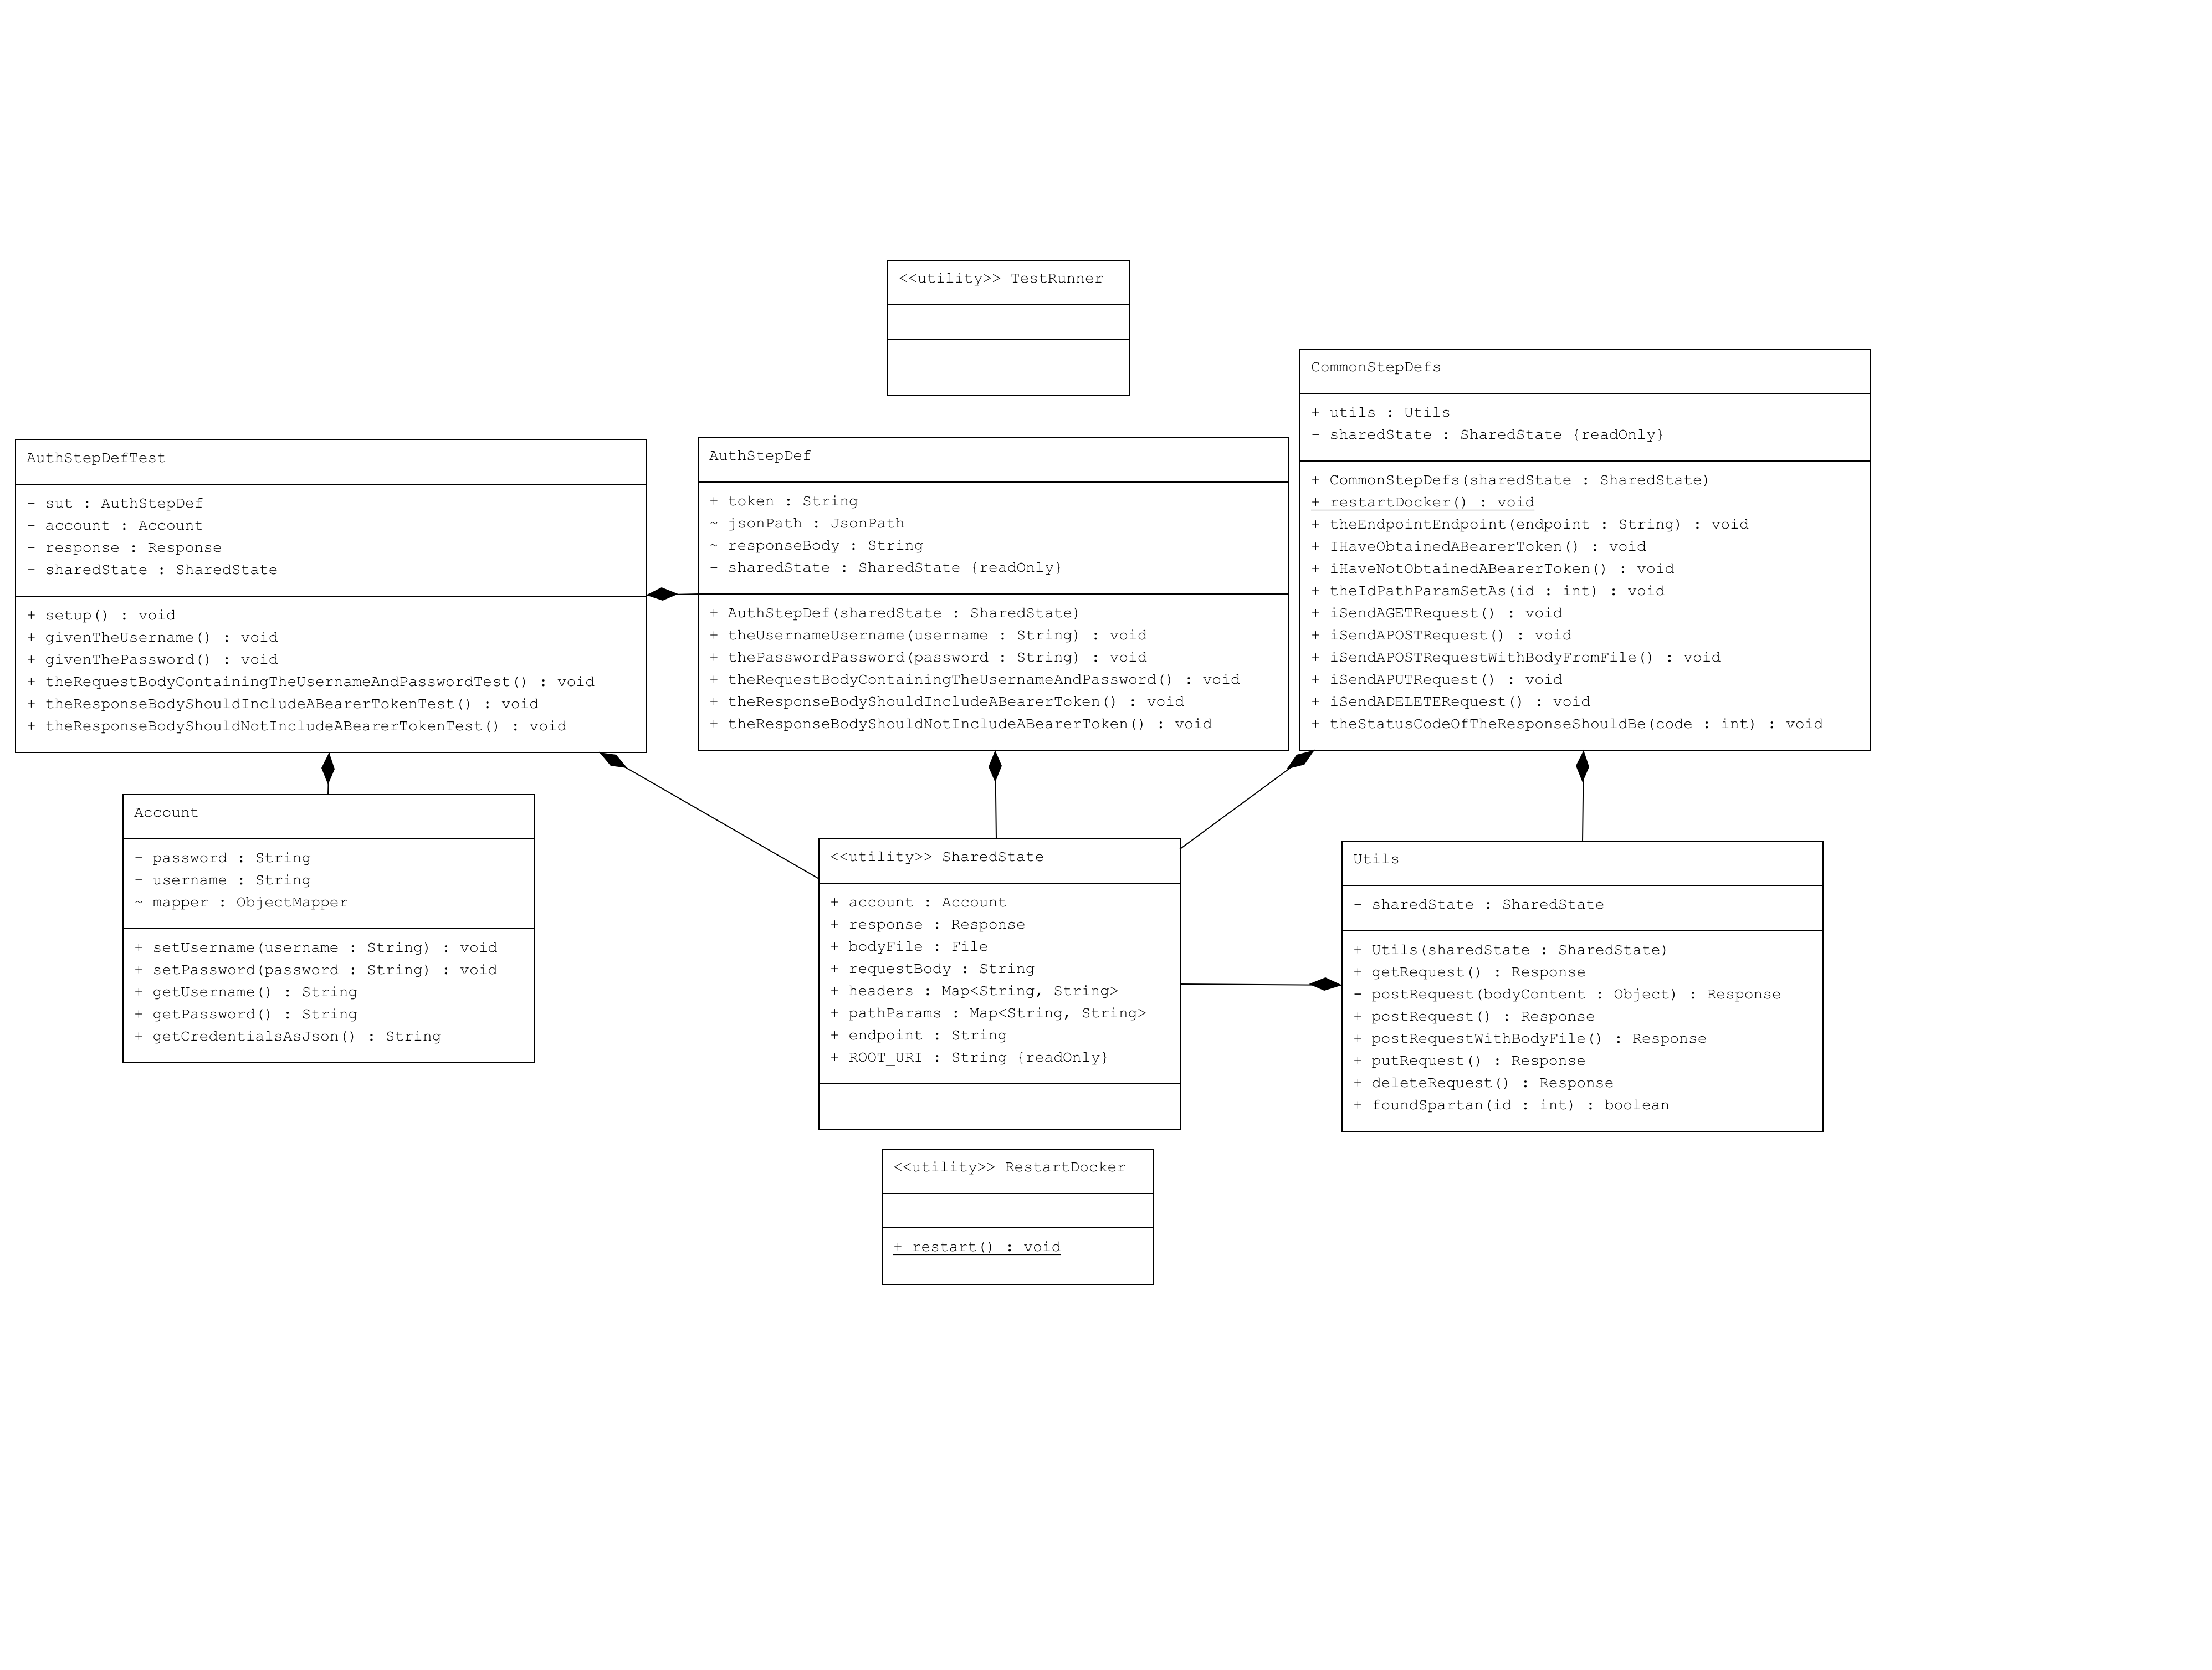 <<utility>> TestRunner
AuthStepDefTest
- sut : AuthStepDef
- account : Account
- response : Response
- sharedState : SharedState
+ setup() : void
+ givenTheUsername() : void
+ givenThePassword() : void
+ theRequestBodyContainingTheUsernameAndPasswordTest() : void
+ theResponseBodyShouldIncludeABearerTokenTest() : void
+ theResponseBodyShouldNotIncludeABearerTokenTest() : void
AuthStepDef
+ token : String
~ jsonPath : JsonPath
~ responseBody : String
- sharedState : SharedState {readOnly}
+ AuthStepDef(sharedState : SharedState)
+ theUsernameUsername(username : String) : void
+ thePasswordPassword(password : String) : void
+ theRequestBodyContainingTheUsernameAndPassword() : void
+ theResponseBodyShouldIncludeABearerToken() : void
+ theResponseBodyShouldNotIncludeABearerToken() : void
CommonStepDefs
+ utils : Utils
- sharedState : SharedState {readOnly}
+ CommonStepDefs(sharedState : SharedState)
+ restartDocker() : void
+ theEndpointEndpoint(endpoint : String) : void
+ IHaveObtainedABearerToken() : void
+ iHaveNotObtainedABearerToken() : void
+ theIdPathParamSetAs(id : int) : void
+ iSendAGETRequest() : void
+ iSendAPOSTRequest() : void
+ iSendAPOSTRequestWithBodyFromFile() : void
+ iSendAPUTRequest() : void
+ iSendADELETERequest() : void
+ theStatusCodeOfTheResponseShouldBe(code : int) : void
Account
- password : String
- username : String
~ mapper : ObjectMapper
+ setUsername(username : String) : void
+ setPassword(password : String) : void
+ getUsername() : String
+ getPassword() : String
+ getCredentialsAsJson() : String
<<utility>> SharedState
+ account : Account
+ response : Response
+ bodyFile : File
+ requestBody : String
+ headers : Map<String, String>
+ pathParams : Map<String, String>
+ endpoint : String
+ ROOT_URI : String {readOnly}
Utils
- sharedState : SharedState
+ Utils(sharedState : SharedState)
+ getRequest() : Response
- postRequest(bodyContent : Object) : Response
+ postRequest() : Response
+ postRequestWithBodyFile() : Response
+ putRequest() : Response
+ deleteRequest() : Response
+ foundSpartan(id : int) : boolean
<<utility>> RestartDocker
+ restart() : void